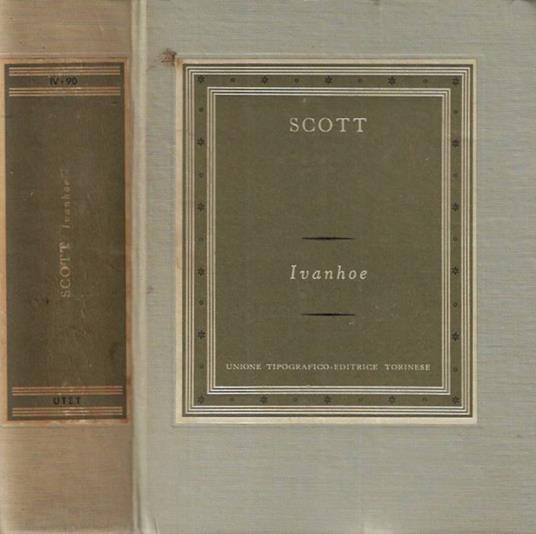 IV - 90
SCOTT Ivanhoe
UTET
SCOTT
Ivanhoe
UNIONE TIPOGRAFICO-EDITRICE TORINESE